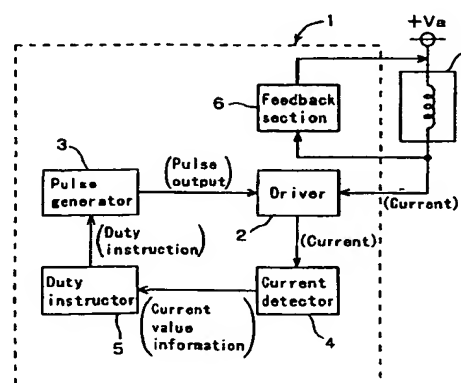 1
+Va
6
Feedback
section
3
Pulse
generator
(Pulse
output)
Driver
2
(Current)
(Duty
instruction)
(Current)
Duty
instructor
5
(Current
value
information)
Current
detector
4